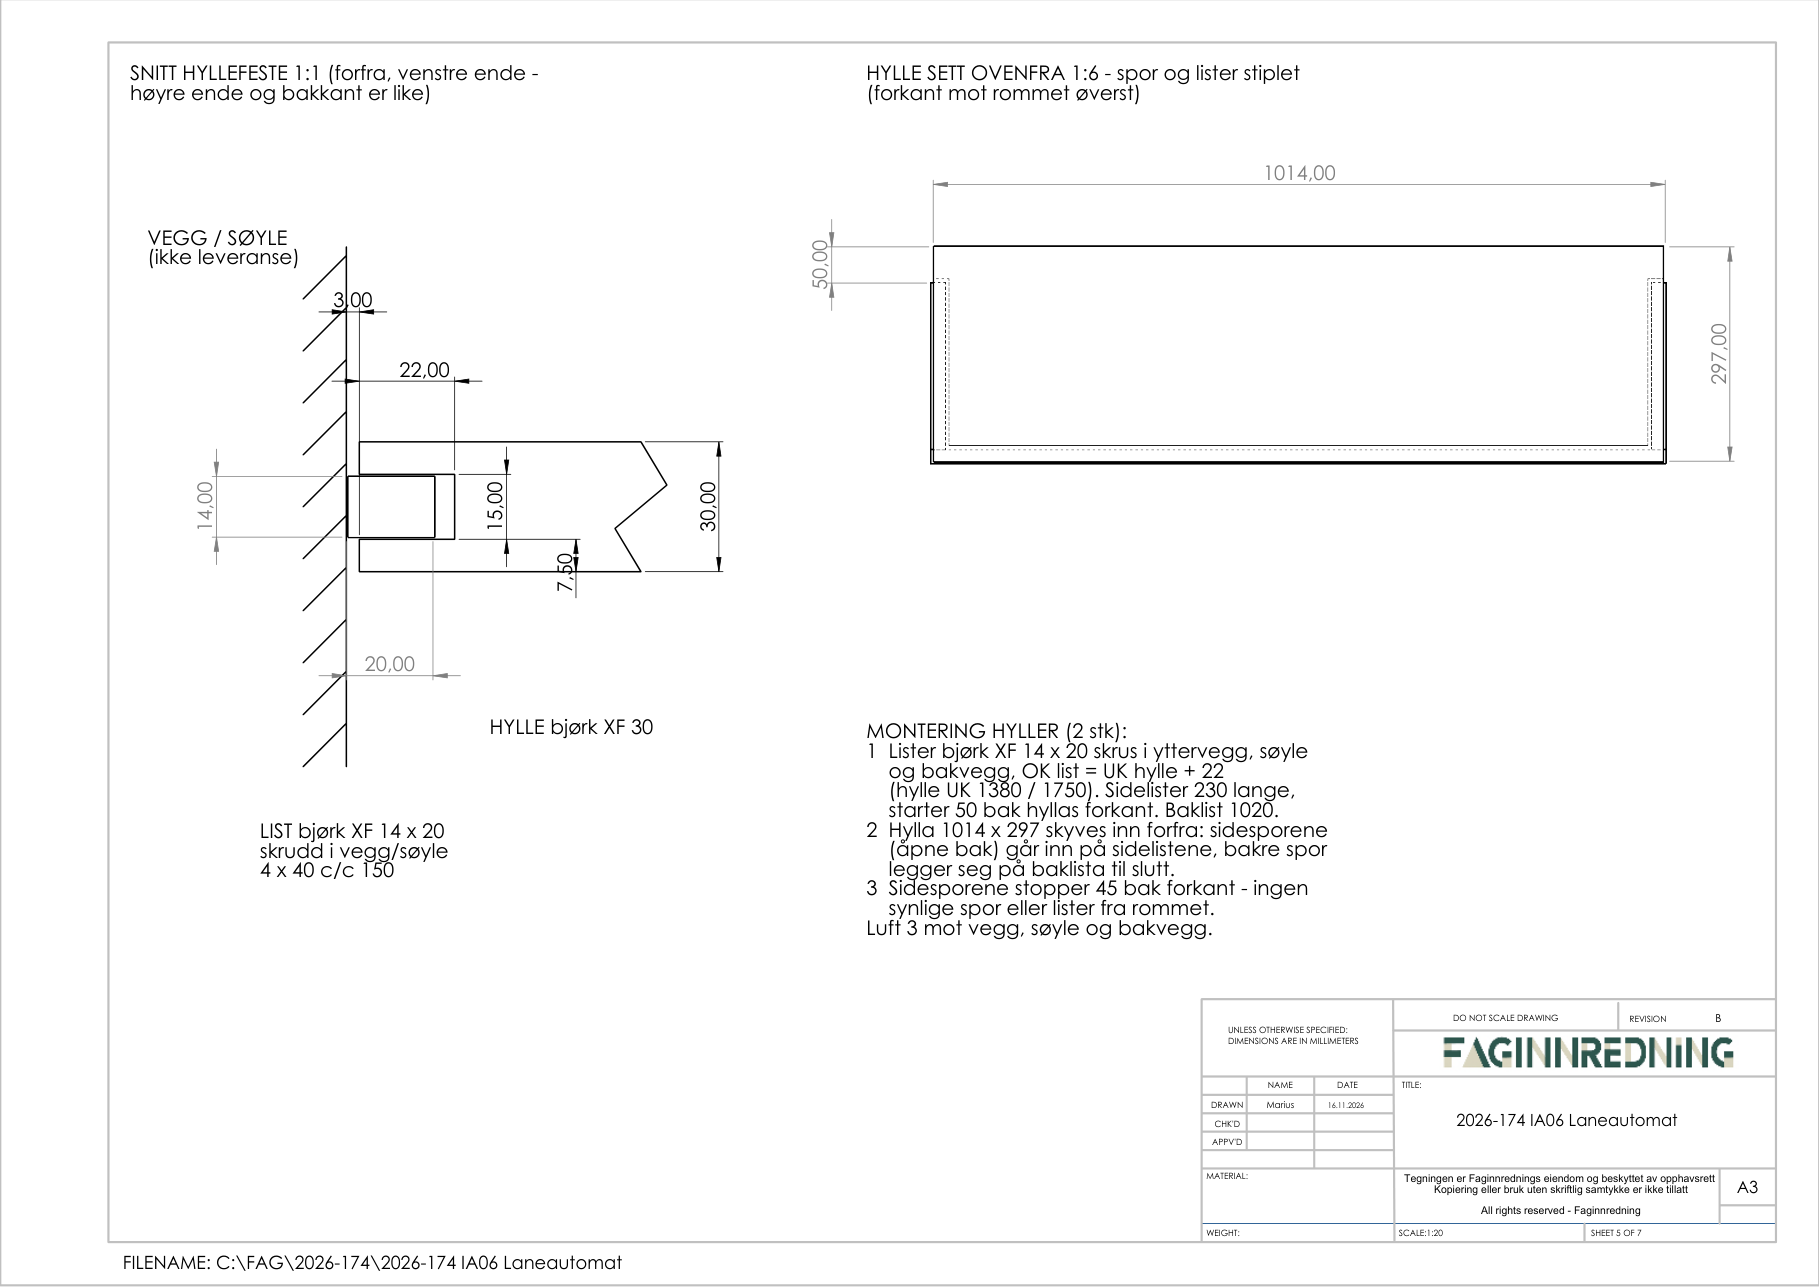 SNITT HYLLEFESTE 1:1 (forfra, venstre ende -
høyre ende og bakkant er like)
HYLLE SETT OVENFRA 1:6 - spor og lister stiplet
(forkant mot rommet øverst)
1014,00
50,00
297,00
VEGG / SØYLE
(ikke leveranse)
3,00
22,00
14,00
15,00
30,00
7,50
20,00
HYLLE bjørk XF 30
LIST bjørk XF 14 x 20
skrudd i vegg/søyle
4 x 40 c/c 150
MONTERING HYLLER (2 stk):
1 Lister bjørk XF 14 x 20 skrus i yttervegg, søyle
og bakvegg, OK list = UK hylle + 22
(hylle UK 1380 / 1750). Sidelister 230 lange,
starter 50 bak hyllas forkant. Baklist 1020.
2 Hylla 1014 x 297 skyves inn forfra: sidesporene
(åpne bak) går inn på sidelistene, bakre spor
legger seg på baklista til slutt.
3 Sidesporene stopper 45 bak forkant - ingen
synlige spor eller lister fra rommet.
Luft 3 mot vegg, søyle og bakvegg.
UNLESS OTHERWISE SPECIFIED:
DIMENSIONS ARE IN MILLIMETERS
DO NOT SCALE DRAWING
REVISION B
FAGINNREDNING
NAME DATE
DRAWN Marius 16.11.2026
CHK'D
APPV'D
TITLE:
2026-174 IA06 Laneautomat
MATERIAL:
Tegningen er Faginnrednings eiendom og beskyttet av opphavsrett
Kopiering eller bruk uten skriftlig samtykke er ikke tillatt
All rights reserved - Faginnredning
A3
WEIGHT:
SCALE:1:20
SHEET 5 OF 7
FILENAME: C:\FAG\2026-174\2026-174 IA06 Laneautomat